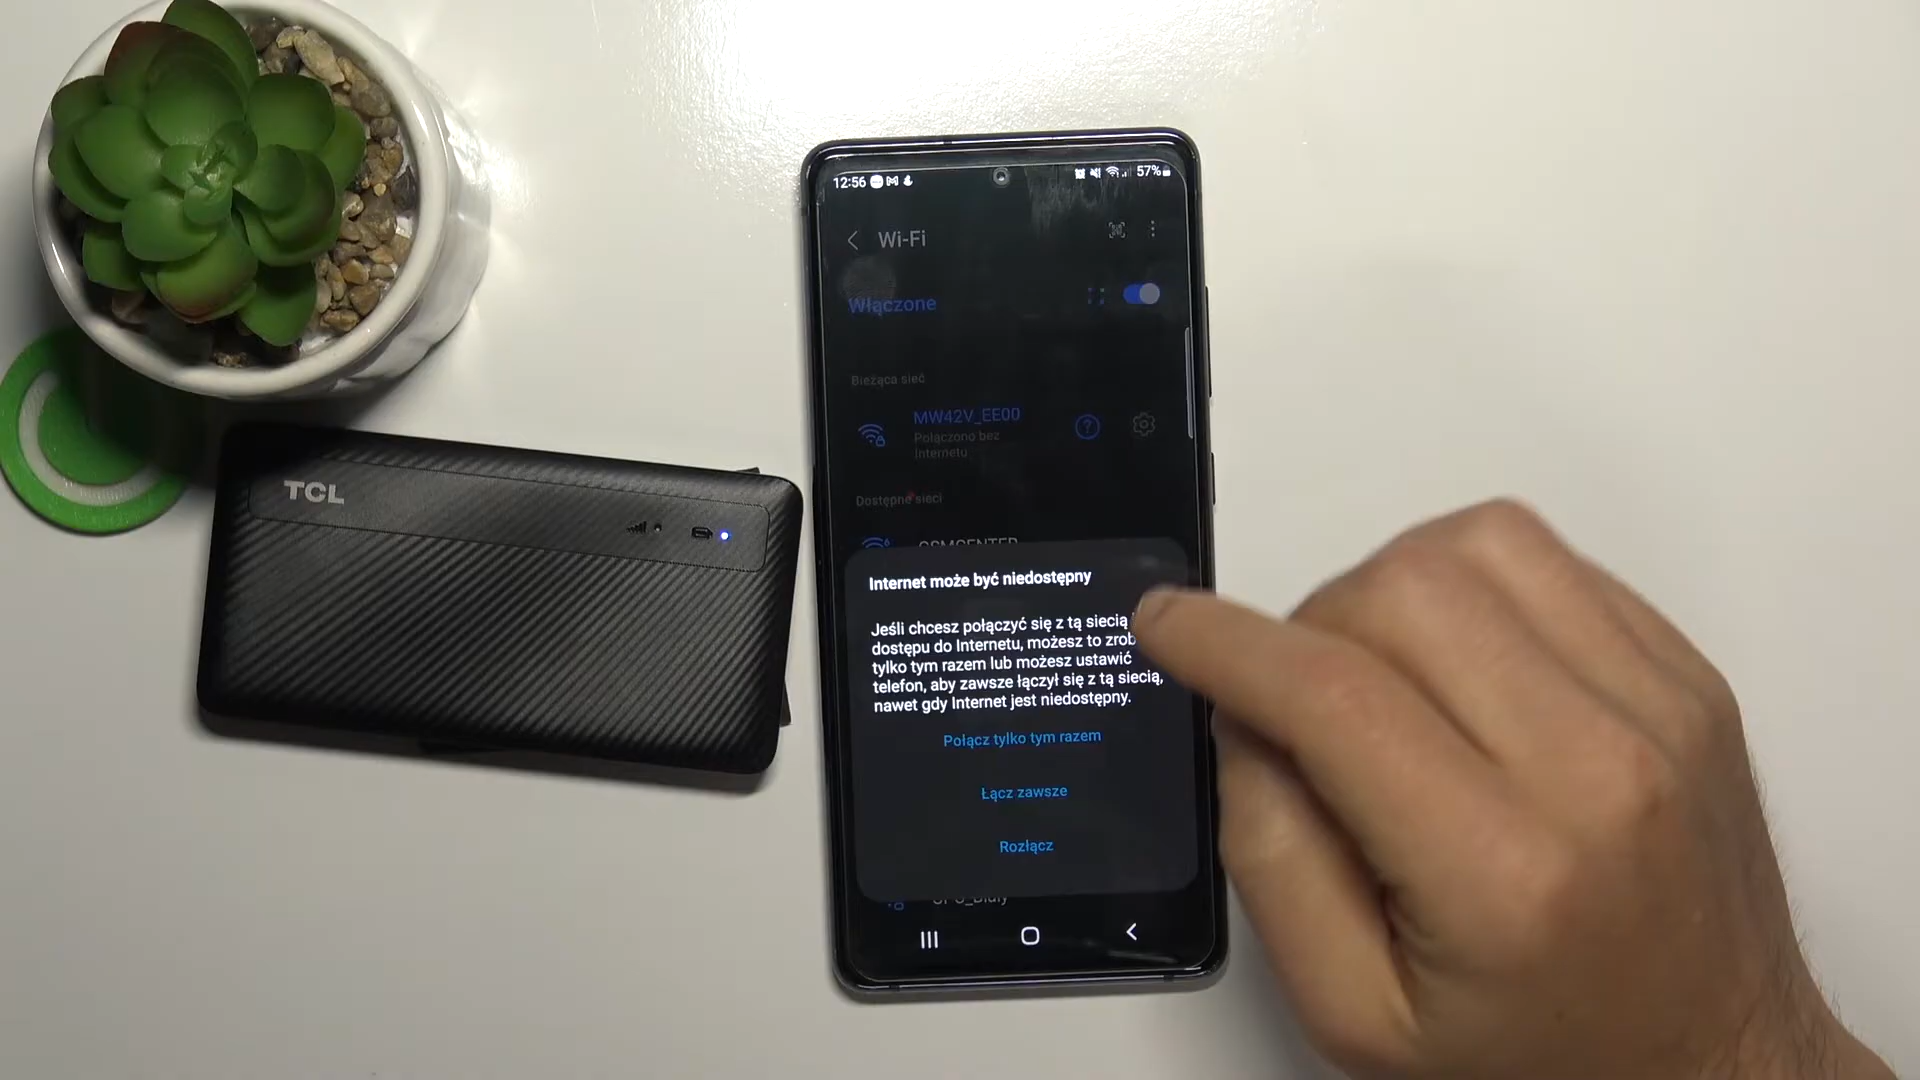 12:56
57%
Wi-Fi
Włączone
Bieżąca sieć
MW42V_EE00
Połączono bez
Internetu
Dostępne sieci
GSMCENTER
Internet może być niedostępny
Jeśli chcesz połączyć się z tą siecią
dostępu do Internetu, możesz to zrob
tylko tym razem lub możesz ustawić
telefon, aby zawsze łączył się z tą siecią,
nawet gdy Internet jest niedostępny.
Połącz tylko tym razem
Łącz zawsze
Rozłącz
TCL